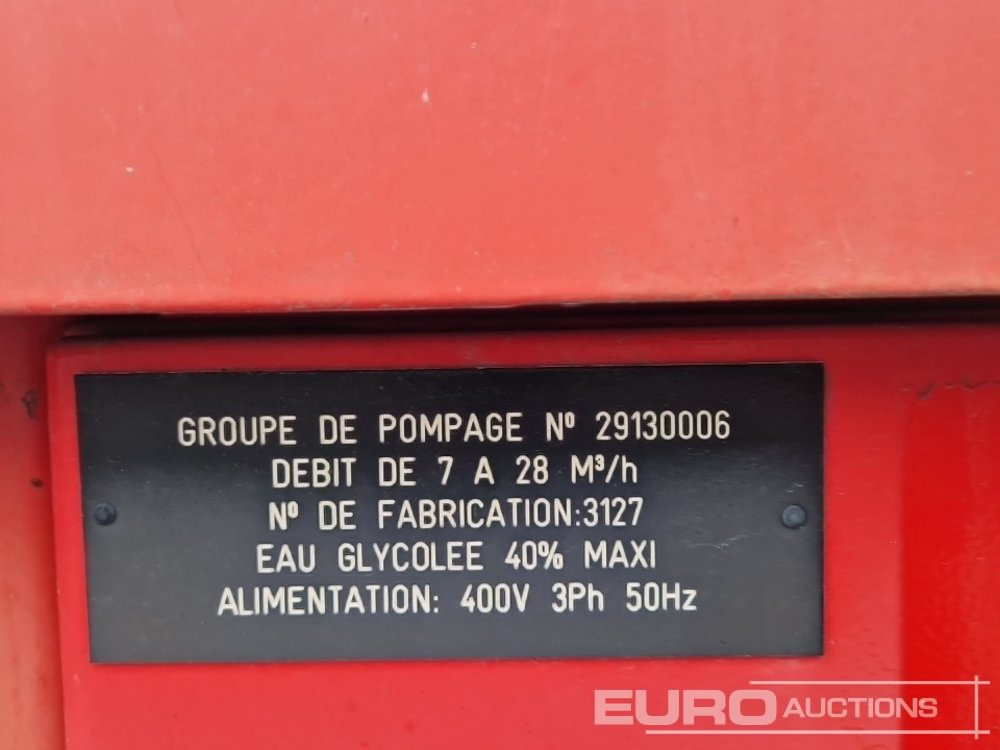 GROUPE DE POMPAGE Nº 29130006
DEBIT DE 7 A 28 M³/h
Nº DE FABRICATION:3127
EAU GLYCOLEE 40% MAXI
ALIMENTATION: 400V 3Ph 50Hz
EURO AUCTIONS